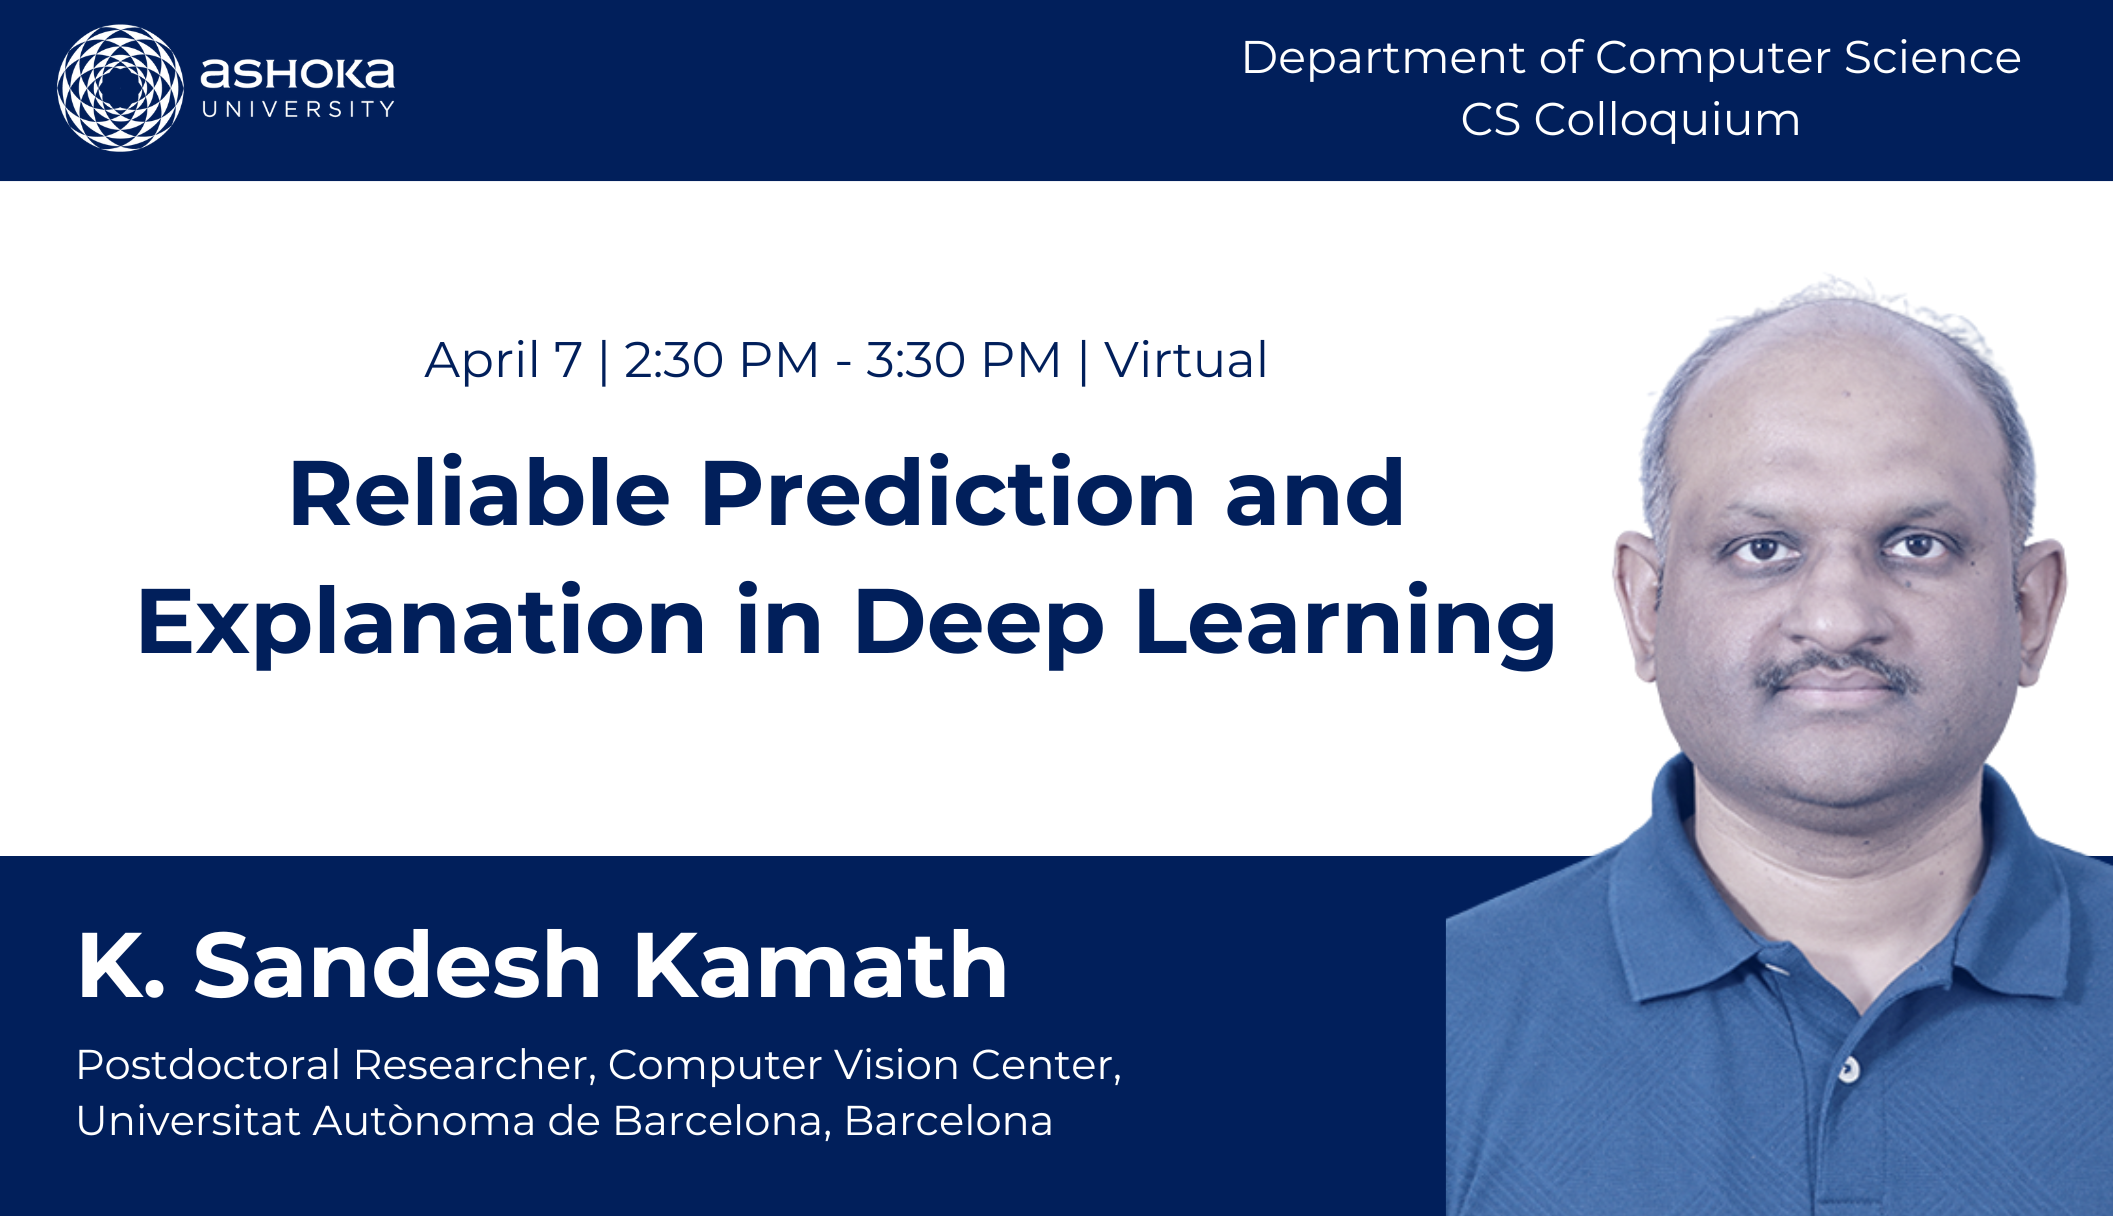 ASHOKA
UNIVERSITY
Department of Computer Science
CS Colloquium
April 7 | 2:30 PM - 3:30 PM | Virtual
Reliable Prediction and
Explanation in Deep Learning
K. Sandesh Kamath
Postdoctoral Researcher, Computer Vision Center,
Universitat Autònoma de Barcelona, Barcelona